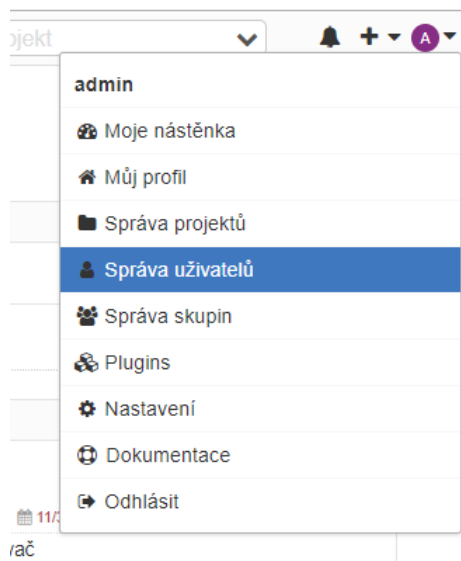 ojekt
A
admin
Moje nástěnka
Můj profil
Správa projektů
Správa uživatelů
Správa skupin
Plugins
Nastavení
Dokumentace
Odhlásit
11/
vač